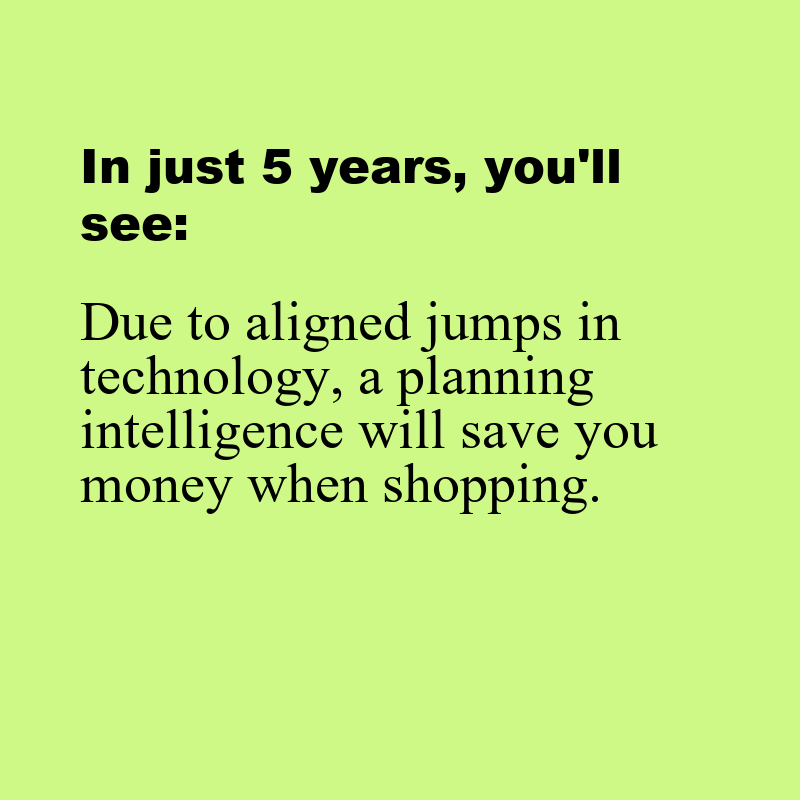 In just 5 years, you'll
see:
Due to aligned jumps in
technology, a planning
intelligence will save you
money when shopping.